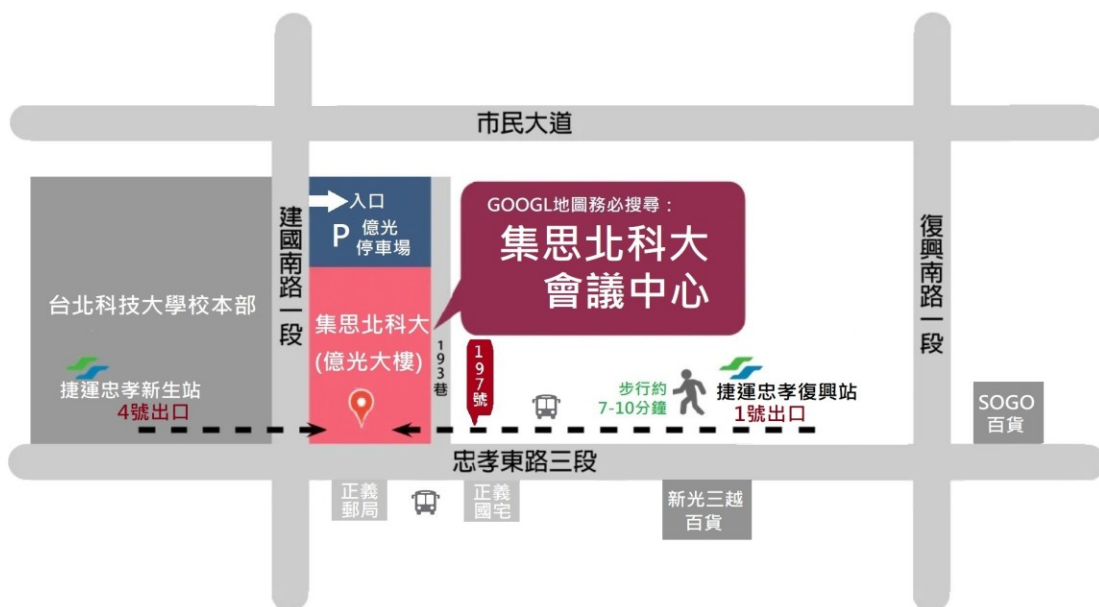 市民大道
建國南路一段
復興南路一段
入口
P 億光
停車場
GOOGL地圖務必搜尋：
集思北科大
會議中心
台北科技大學校本部
集思北科大
(億光大樓)
193巷
197號
捷運忠孝新生站
4號出口
步行約
7-10分鐘
捷運忠孝復興站
1號出口
SOGO
百貨
忠孝東路三段
正義
郵局
正義
國宅
新光三越
百貨